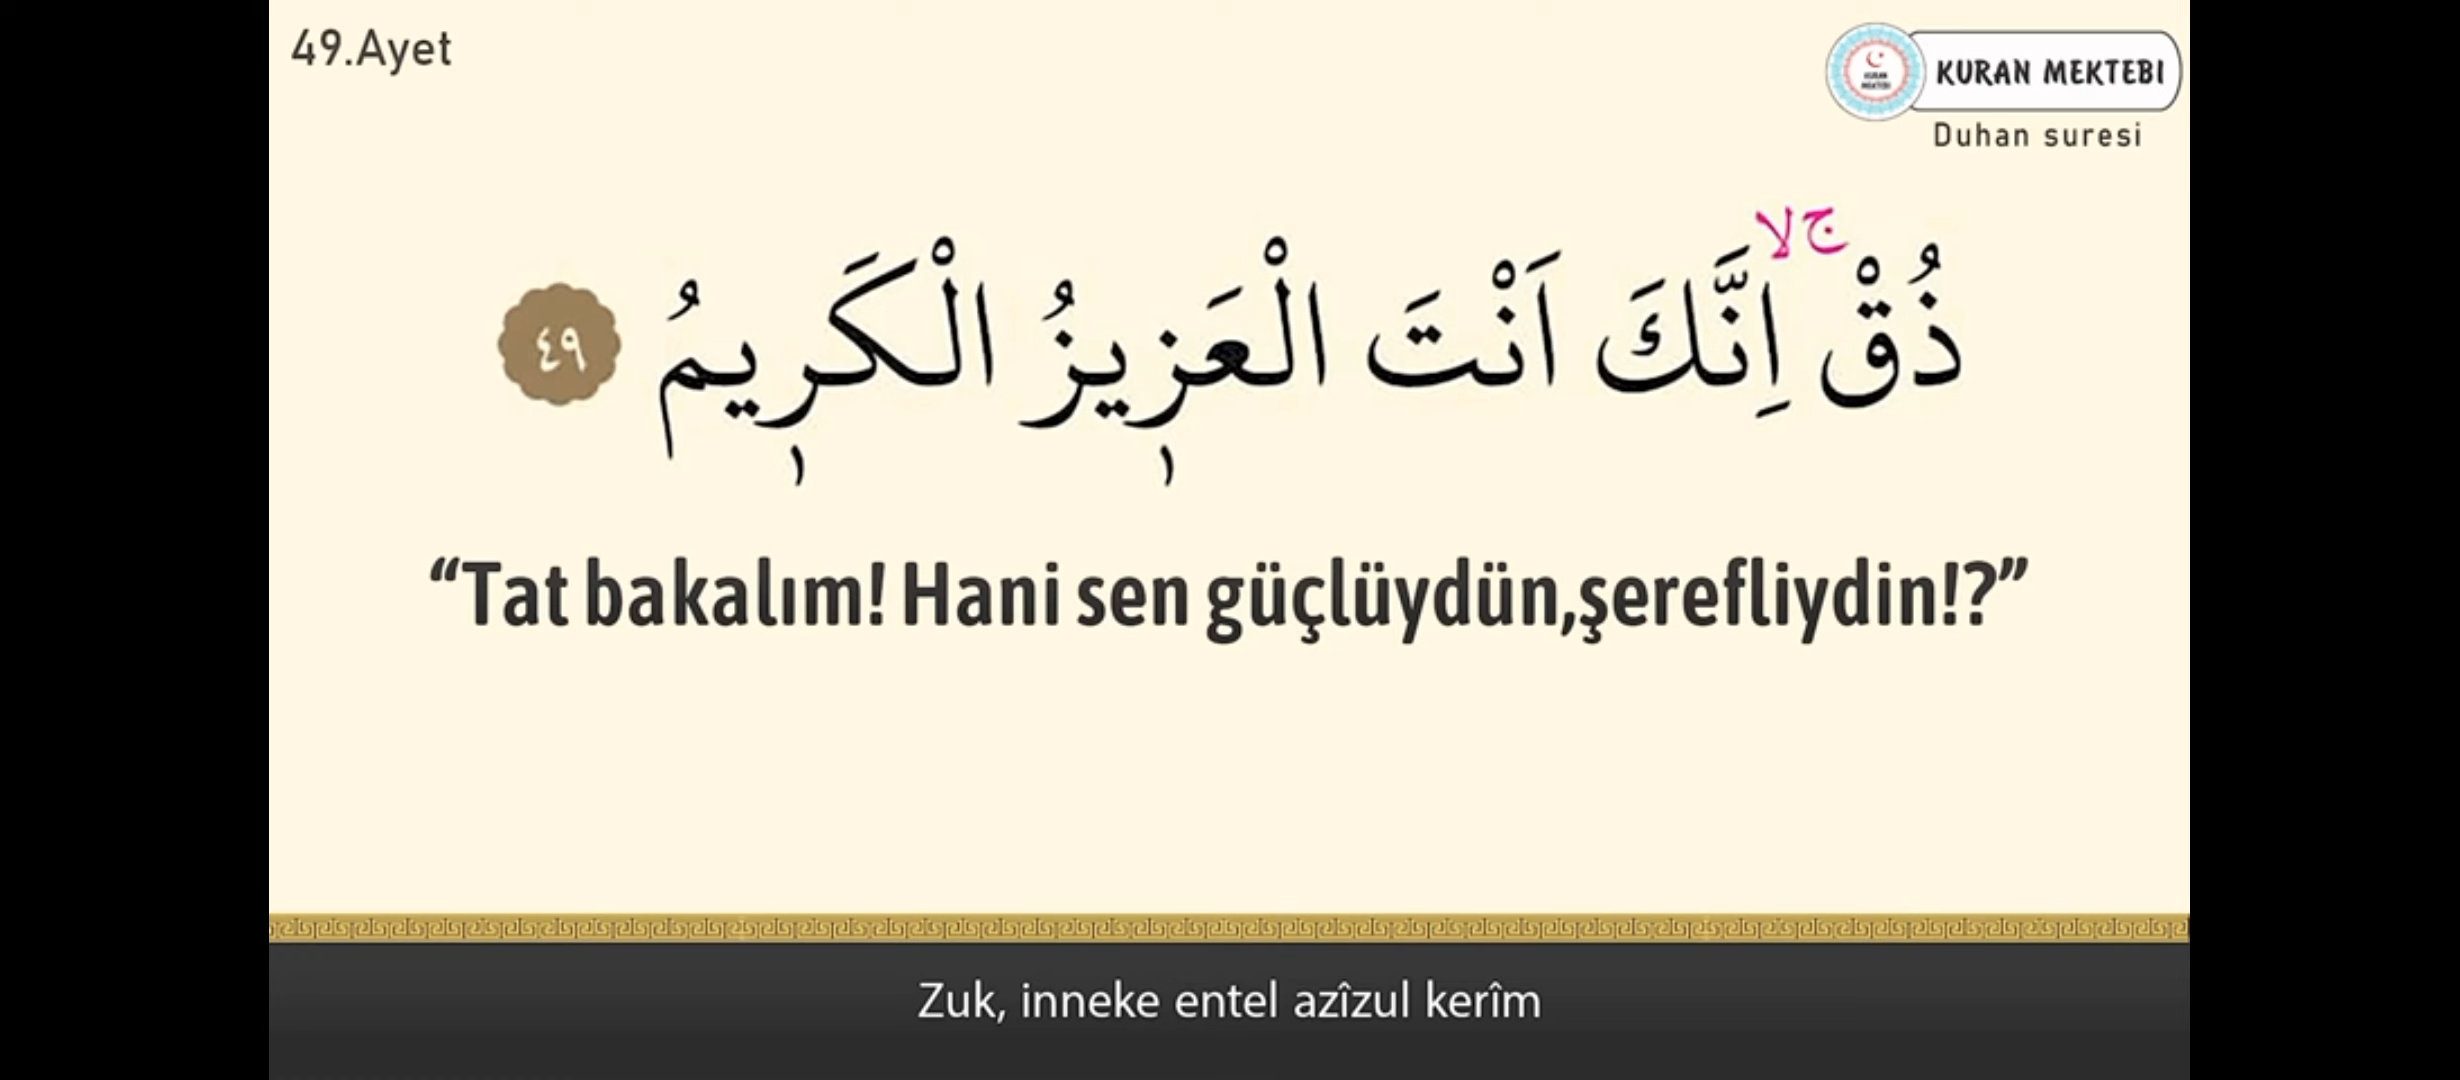 49.Ayet
KURAN MEKTEBI
Duhan suresi
ج لا
ذُقْ اِنَّكَ اَنْتَ الْعَزٖيزُ الْكَرٖيمُ ٤٩
“Tat bakalım! Hani sen güçlüydün,şerefliydin!?”
Zuk, inneke entel azîzul kerîm